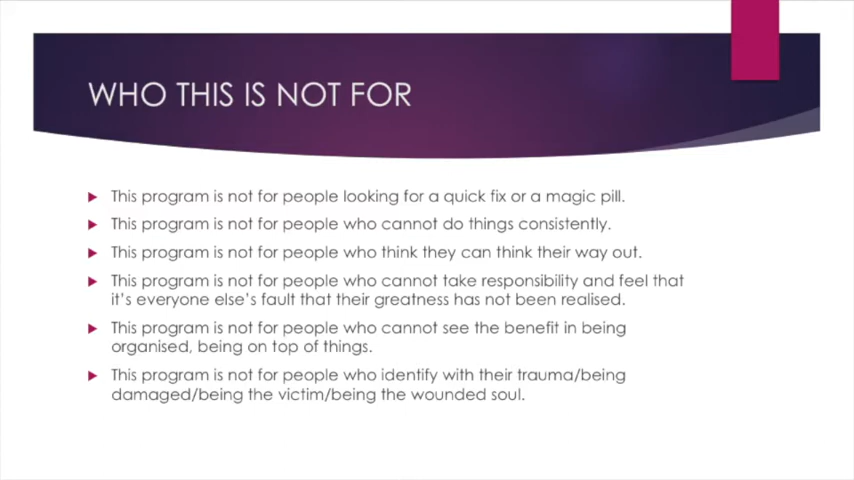 WHO THIS IS NOT FOR
This program is not for people looking for a quick fix or a magic pill.
This program is not for people who cannot do things consistently.
This program is not for people who think they can think their way out.
This program is not for people who cannot take responsibility and feel that
it's everyone else's fault that their greatness has not been realised.
This program is not for people who cannot see the benefit in being
organised, being on top of things.
This program is not for people who identify with their trauma/being
damaged/being the victim/being the wounded soul.